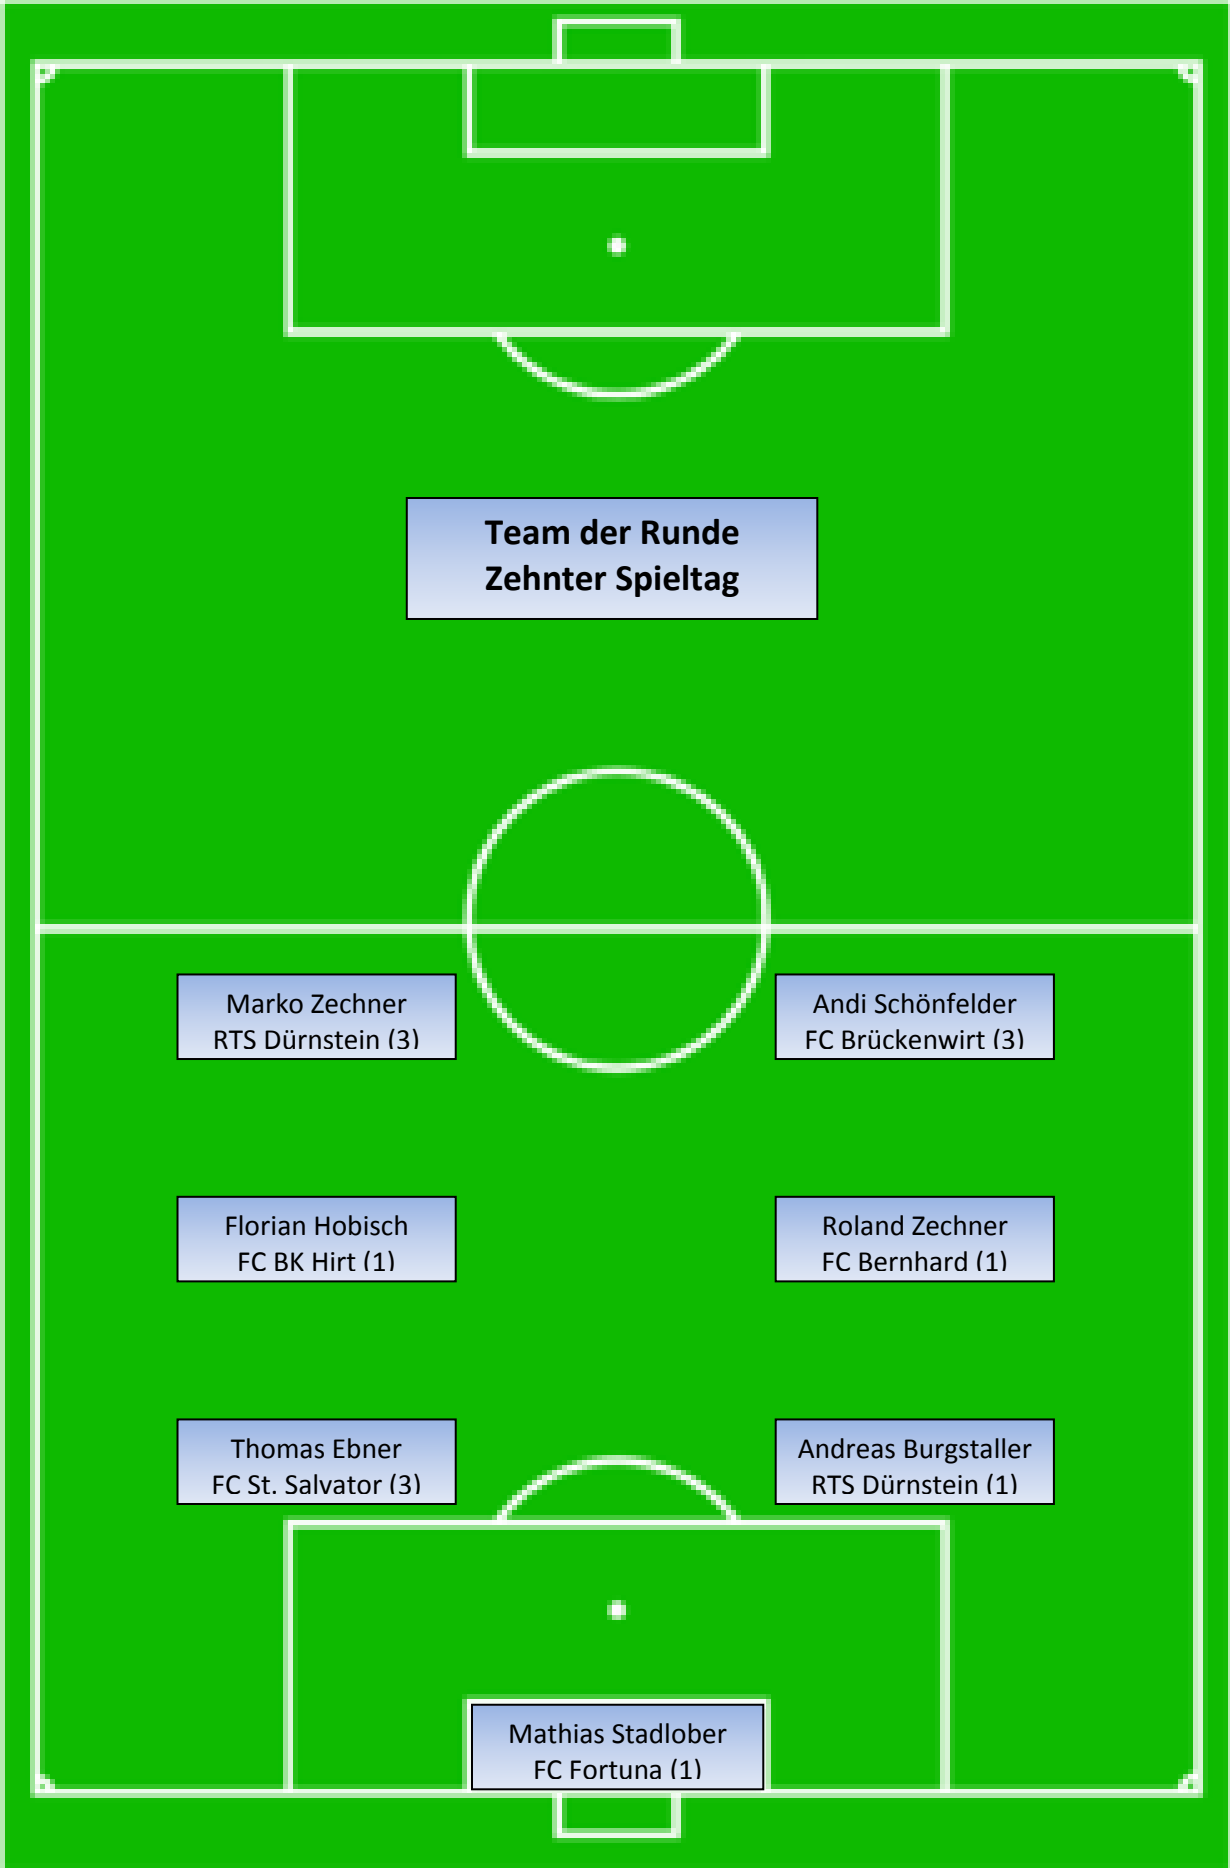 Team der Runde
Zehnter Spieltag
Marko Zechner
RTS Dürnstein (3)
Andi Schönfelder
FC Brückenwirt (3)
Florian Hobisch
FC BK Hirt (1)
Roland Zechner
FC Bernhard (1)
Thomas Ebner
FC St. Salvator (3)
Andreas Burgstaller
RTS Dürnstein (1)
Mathias Stadlober
FC Fortuna (1)